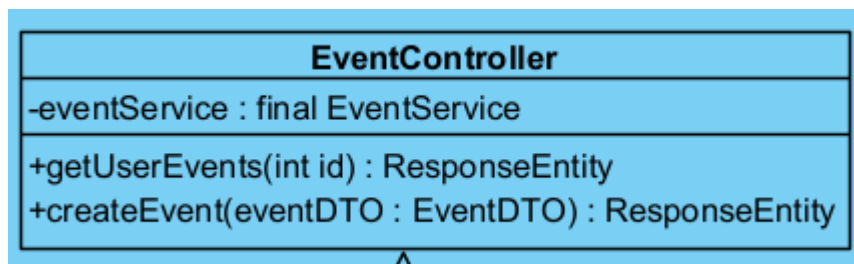 EventController
-eventService : final EventService
+getUserEvents(int id) : ResponseEntity
+createEvent(eventDTO : EventDTO) : ResponseEntity